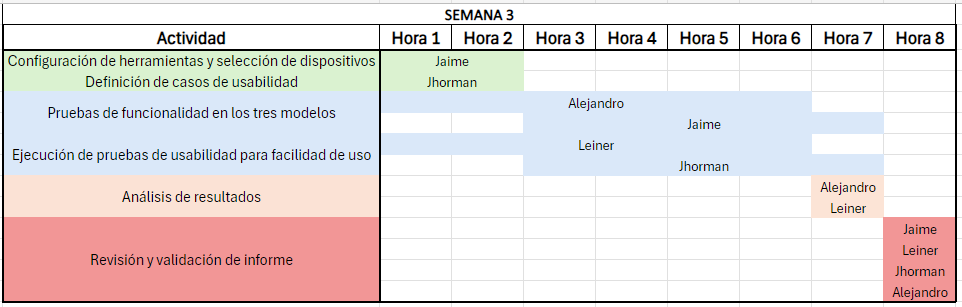 SEMANA 3
Actividad Hora 1 Hora 2 Hora 3 Hora 4 Hora 5 Hora 6 Hora 7 Hora 8
Configuración de herramientas y selección de dispositivos Jaime
Definición de casos de usabilidad Jhorman
Pruebas de funcionalidad en los tres modelos
Alejandro
Jaime
Ejecución de pruebas de usabilidad para facilidad de uso
Leiner
Jhorman
Análisis de resultados
Alejandro
Leiner
Revisión y validación de informe
Jaime
Leiner
Jhorman
Alejandro